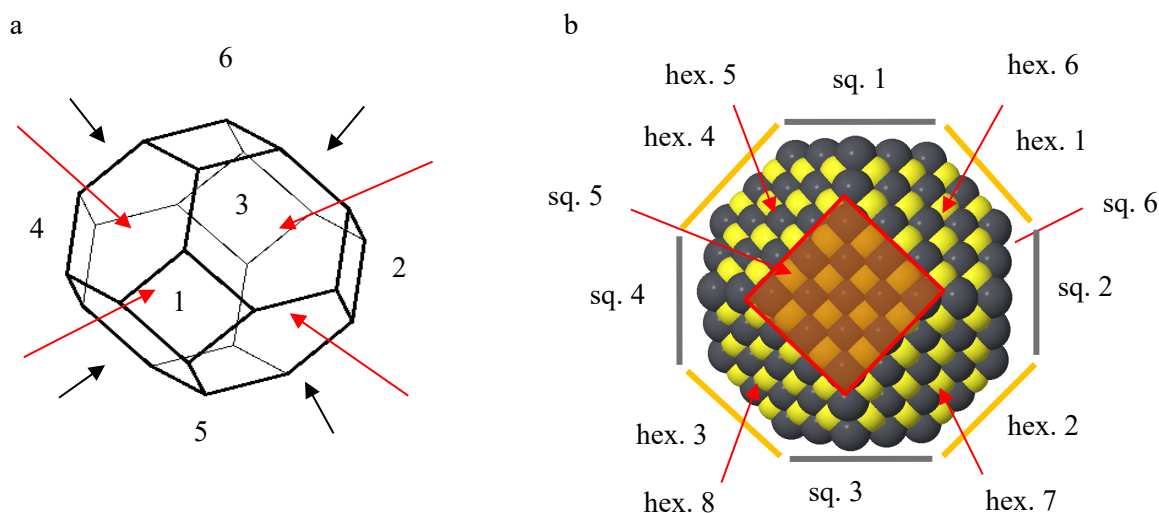 a
6
3
4
2
1
5
b
hex. 5
sq. 1
hex. 6
hex. 4
hex. 1
sq. 5
sq. 6
sq. 4
sq. 2
hex. 3
hex. 2
hex. 8
sq. 3
hex. 7